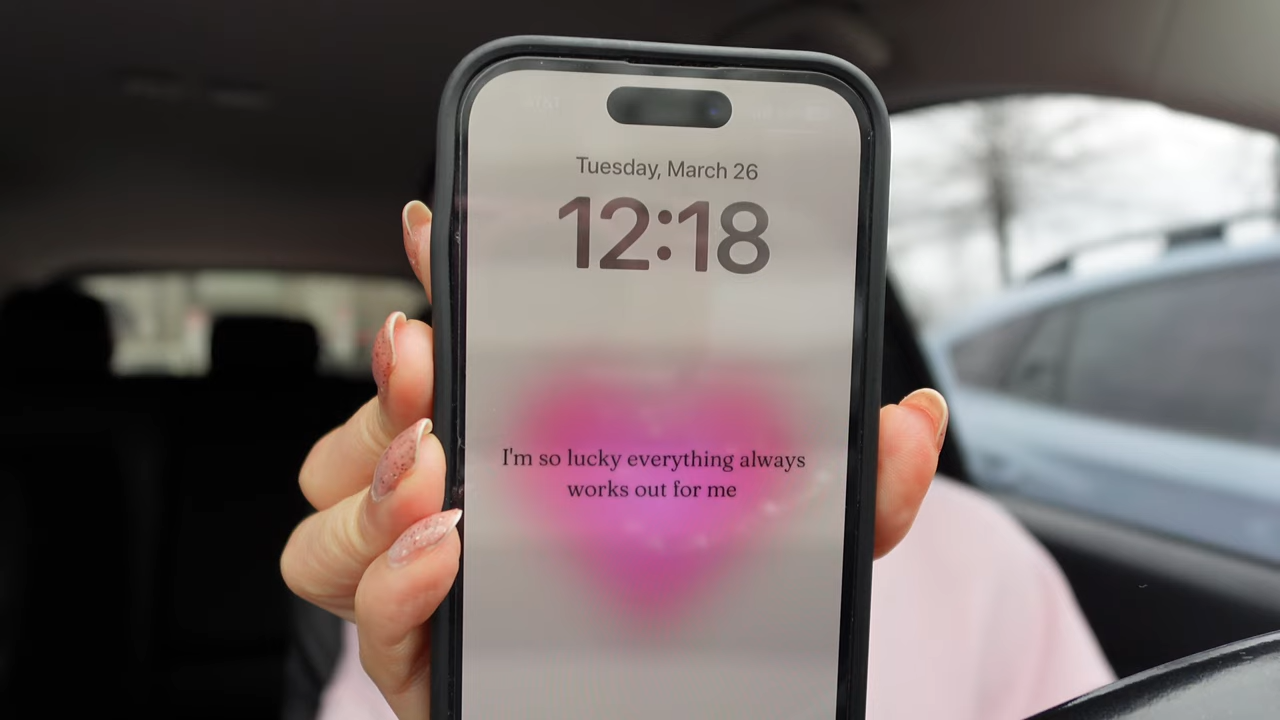 Tuesday, March 26
12:18
I'm so lucky everything always
works out for me